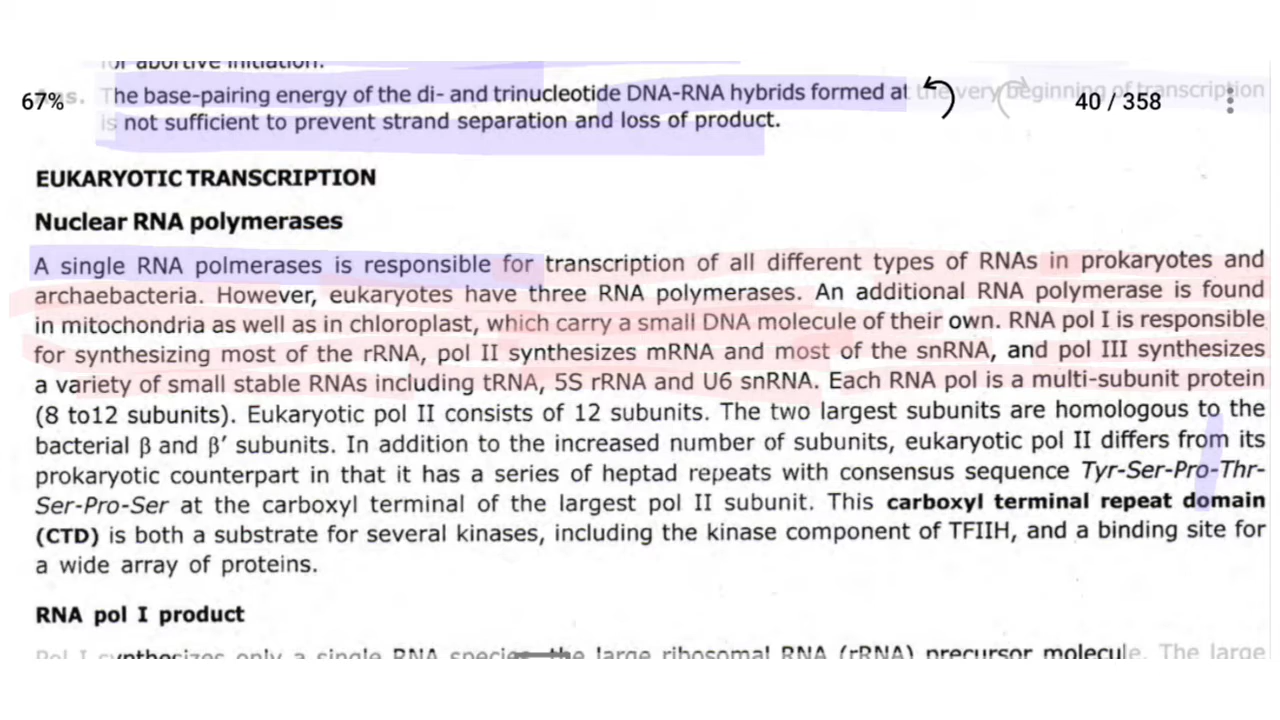 for abortive initiation.
67%
ns. The base-pairing energy of the di- and trinucleotide DNA-RNA hybrids formed at the very beginning of transcription
40 / 358
is not sufficient to prevent strand separation and loss of product.
EUKARYOTIC TRANSCRIPTION
Nuclear RNA polymerases
A single RNA polmerases is responsible for transcription of all different types of RNAs in prokaryotes and
archaebacteria. However, eukaryotes have three RNA polymerases. An additional RNA polymerase is found
in mitochondria as well as in chloroplast, which carry a small DNA molecule of their own. RNA pol I is responsible
for synthesizing most of the rRNA, pol II synthesizes mRNA and most of the snRNA, and pol III synthesizes
a variety of small stable RNAs including tRNA, 5S rRNA and U6 snRNA. Each RNA pol is a multi-subunit protein
(8 to12 subunits). Eukaryotic pol II consists of 12 subunits. The two largest subunits are homologous to the
bacterial β and β′ subunits. In addition to the increased number of subunits, eukaryotic pol II differs from its
prokaryotic counterpart in that it has a series of heptad repeats with consensus sequence Tyr-Ser-Pro-Thr-
Ser-Pro-Ser at the carboxyl terminal of the largest pol II subunit. This carboxyl terminal repeat domain
(CTD) is both a substrate for several kinases, including the kinase component of TFIIH, and a binding site for
a wide array of proteins.
RNA pol I product
Pol I synthesizes only a single RNA species the large ribosomal RNA (rRNA) precursor molecule. The large